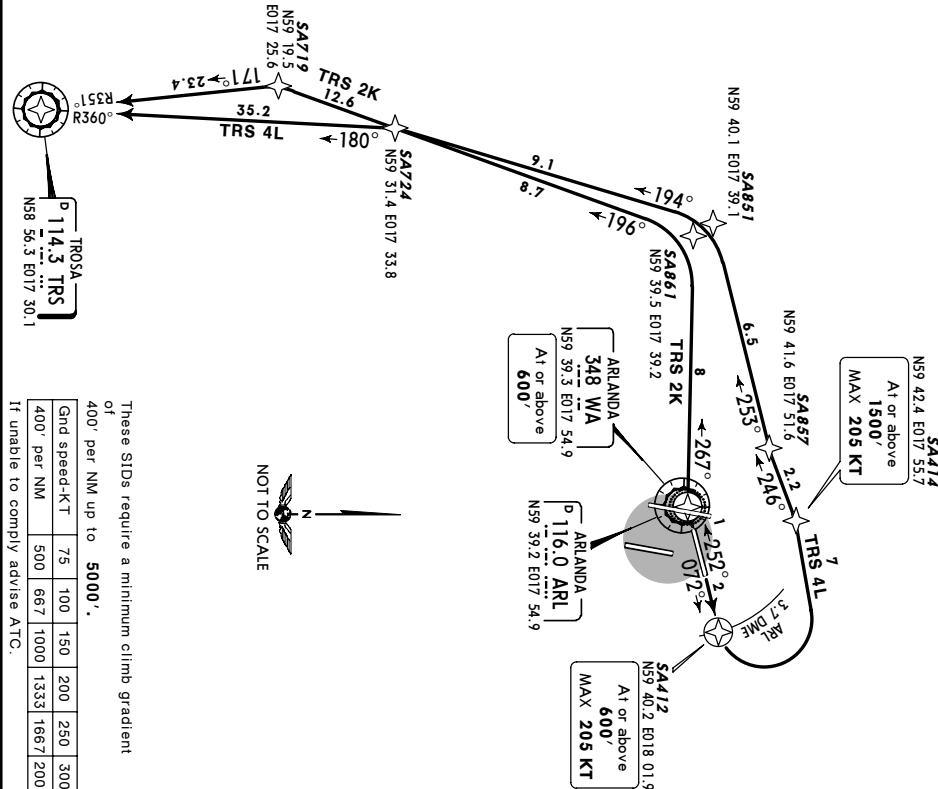 SA414
N59 42.4 E017 55.7
At or above
1500'
MAX 205 KT
SA857
N59 41.6 E017 51.6
SA851
N59 40.1 E017 39.1
7
TRS 4L
2.2
←246°
6.5
←253°
ARL
3.7 DME
SA412
N59 40.2 E018 01.9
At or above
600'
MAX 205 KT
1
←252°
2
072°→
←267°
8
TRS 2K
ARLANDA
348 WA
N59 39.3 E017 54.9
At or above
600'
ARLANDA
D 116.0 ARL
N59 39.2 E017 54.9
SA861
N59 39.5 E017 39.2
←194°
←196°
9.1
8.7
SA724
N59 31.4 E017 33.8
TRS 2K
12.6
SA719
N59 19.5
E017 25.6
←180°
35.2
TRS 4L
171°→
23.4
R351°
R360°
TROSA
D 114.3 TRS
N58 56.3 E017 30.1
N
NOT TO SCALE
These SIDs require a minimum climb gradient
of
400' per NM up to 5000'.
Gnd speed-KT 75 100 150 200 250 300
400' per NM 500 667 1000 1333 1667 200
If unable to comply advise ATC.